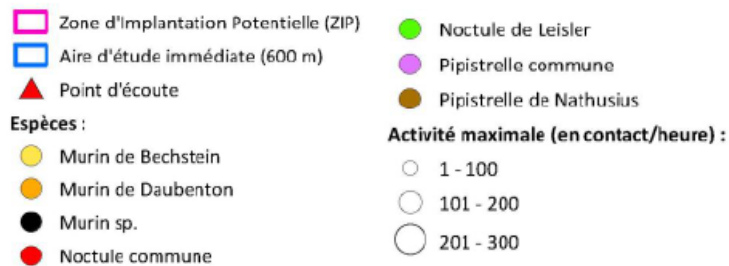 Zone d'Implantation Potentielle (ZIP)
Aire d'étude immédiate (600 m)
Point d'écoute
Espèces :
Murin de Bechstein
Murin de Daubenton
Murin sp.
Noctule commune
Noctule de Leisler
Pipistrelle commune
Pipistrelle de Nathusius
Activité maximale (en contact/heure) :
1 - 100
101 - 200
201 - 300